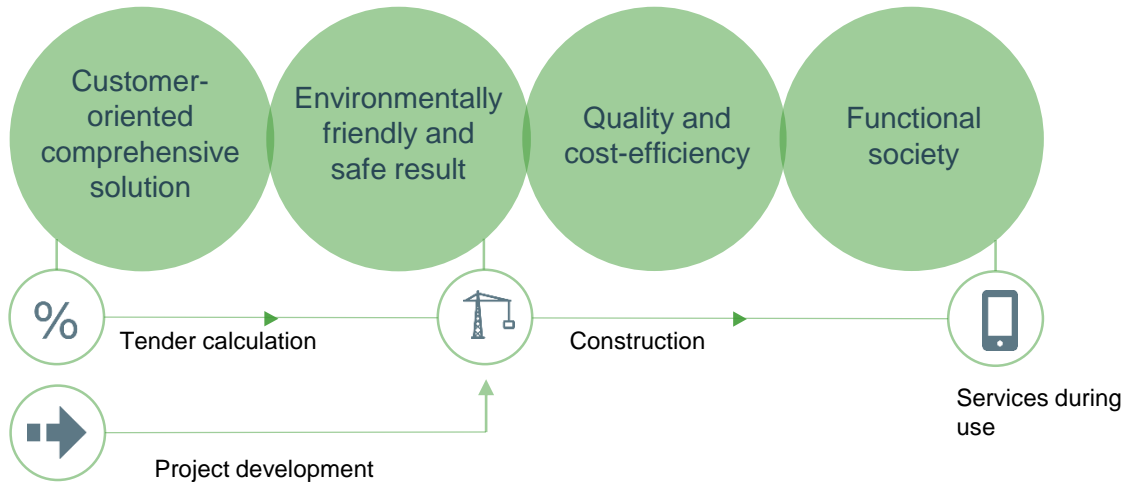 Customer-
oriented
comprehensive
solution
Environmentally
friendly and
safe result
Quality and
cost-efficiency
Functional
society
%
Tender calculation
Construction
Services during
use
Project development